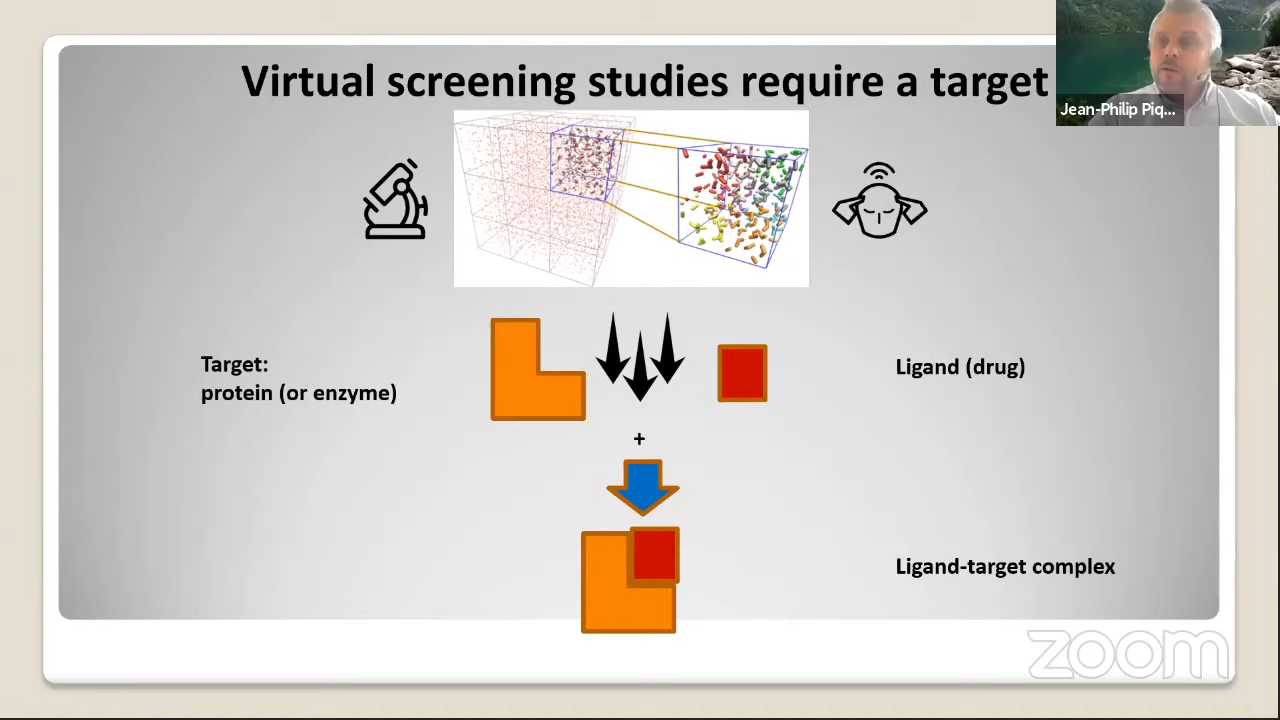 Virtual screening studies require a target
Jean-Philip Piq...
Target:
protein (or enzyme)
Ligand (drug)
+
Ligand-target complex
zoom